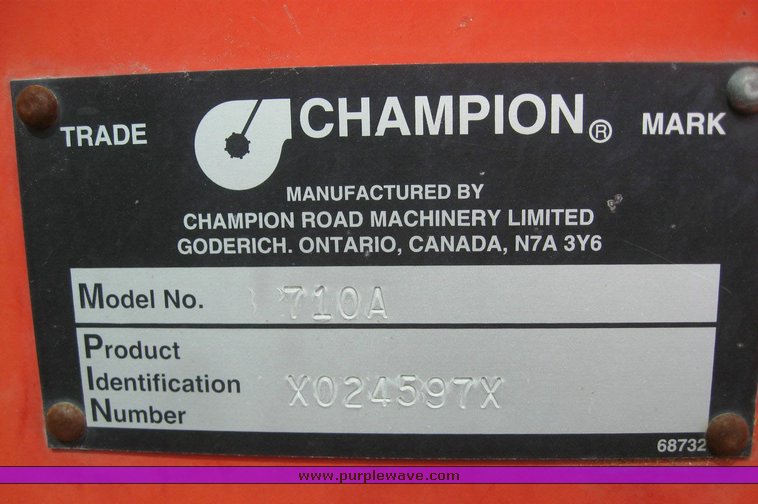 TRADE CHAMPION® MARK
MANUFACTURED BY
CHAMPION ROAD MACHINERY LIMITED
GODERICH. ONTARIO, CANADA, N7A 3Y6
Model No. 710A
Product
Identification X024597X
Number
68732
www.purplewave.com